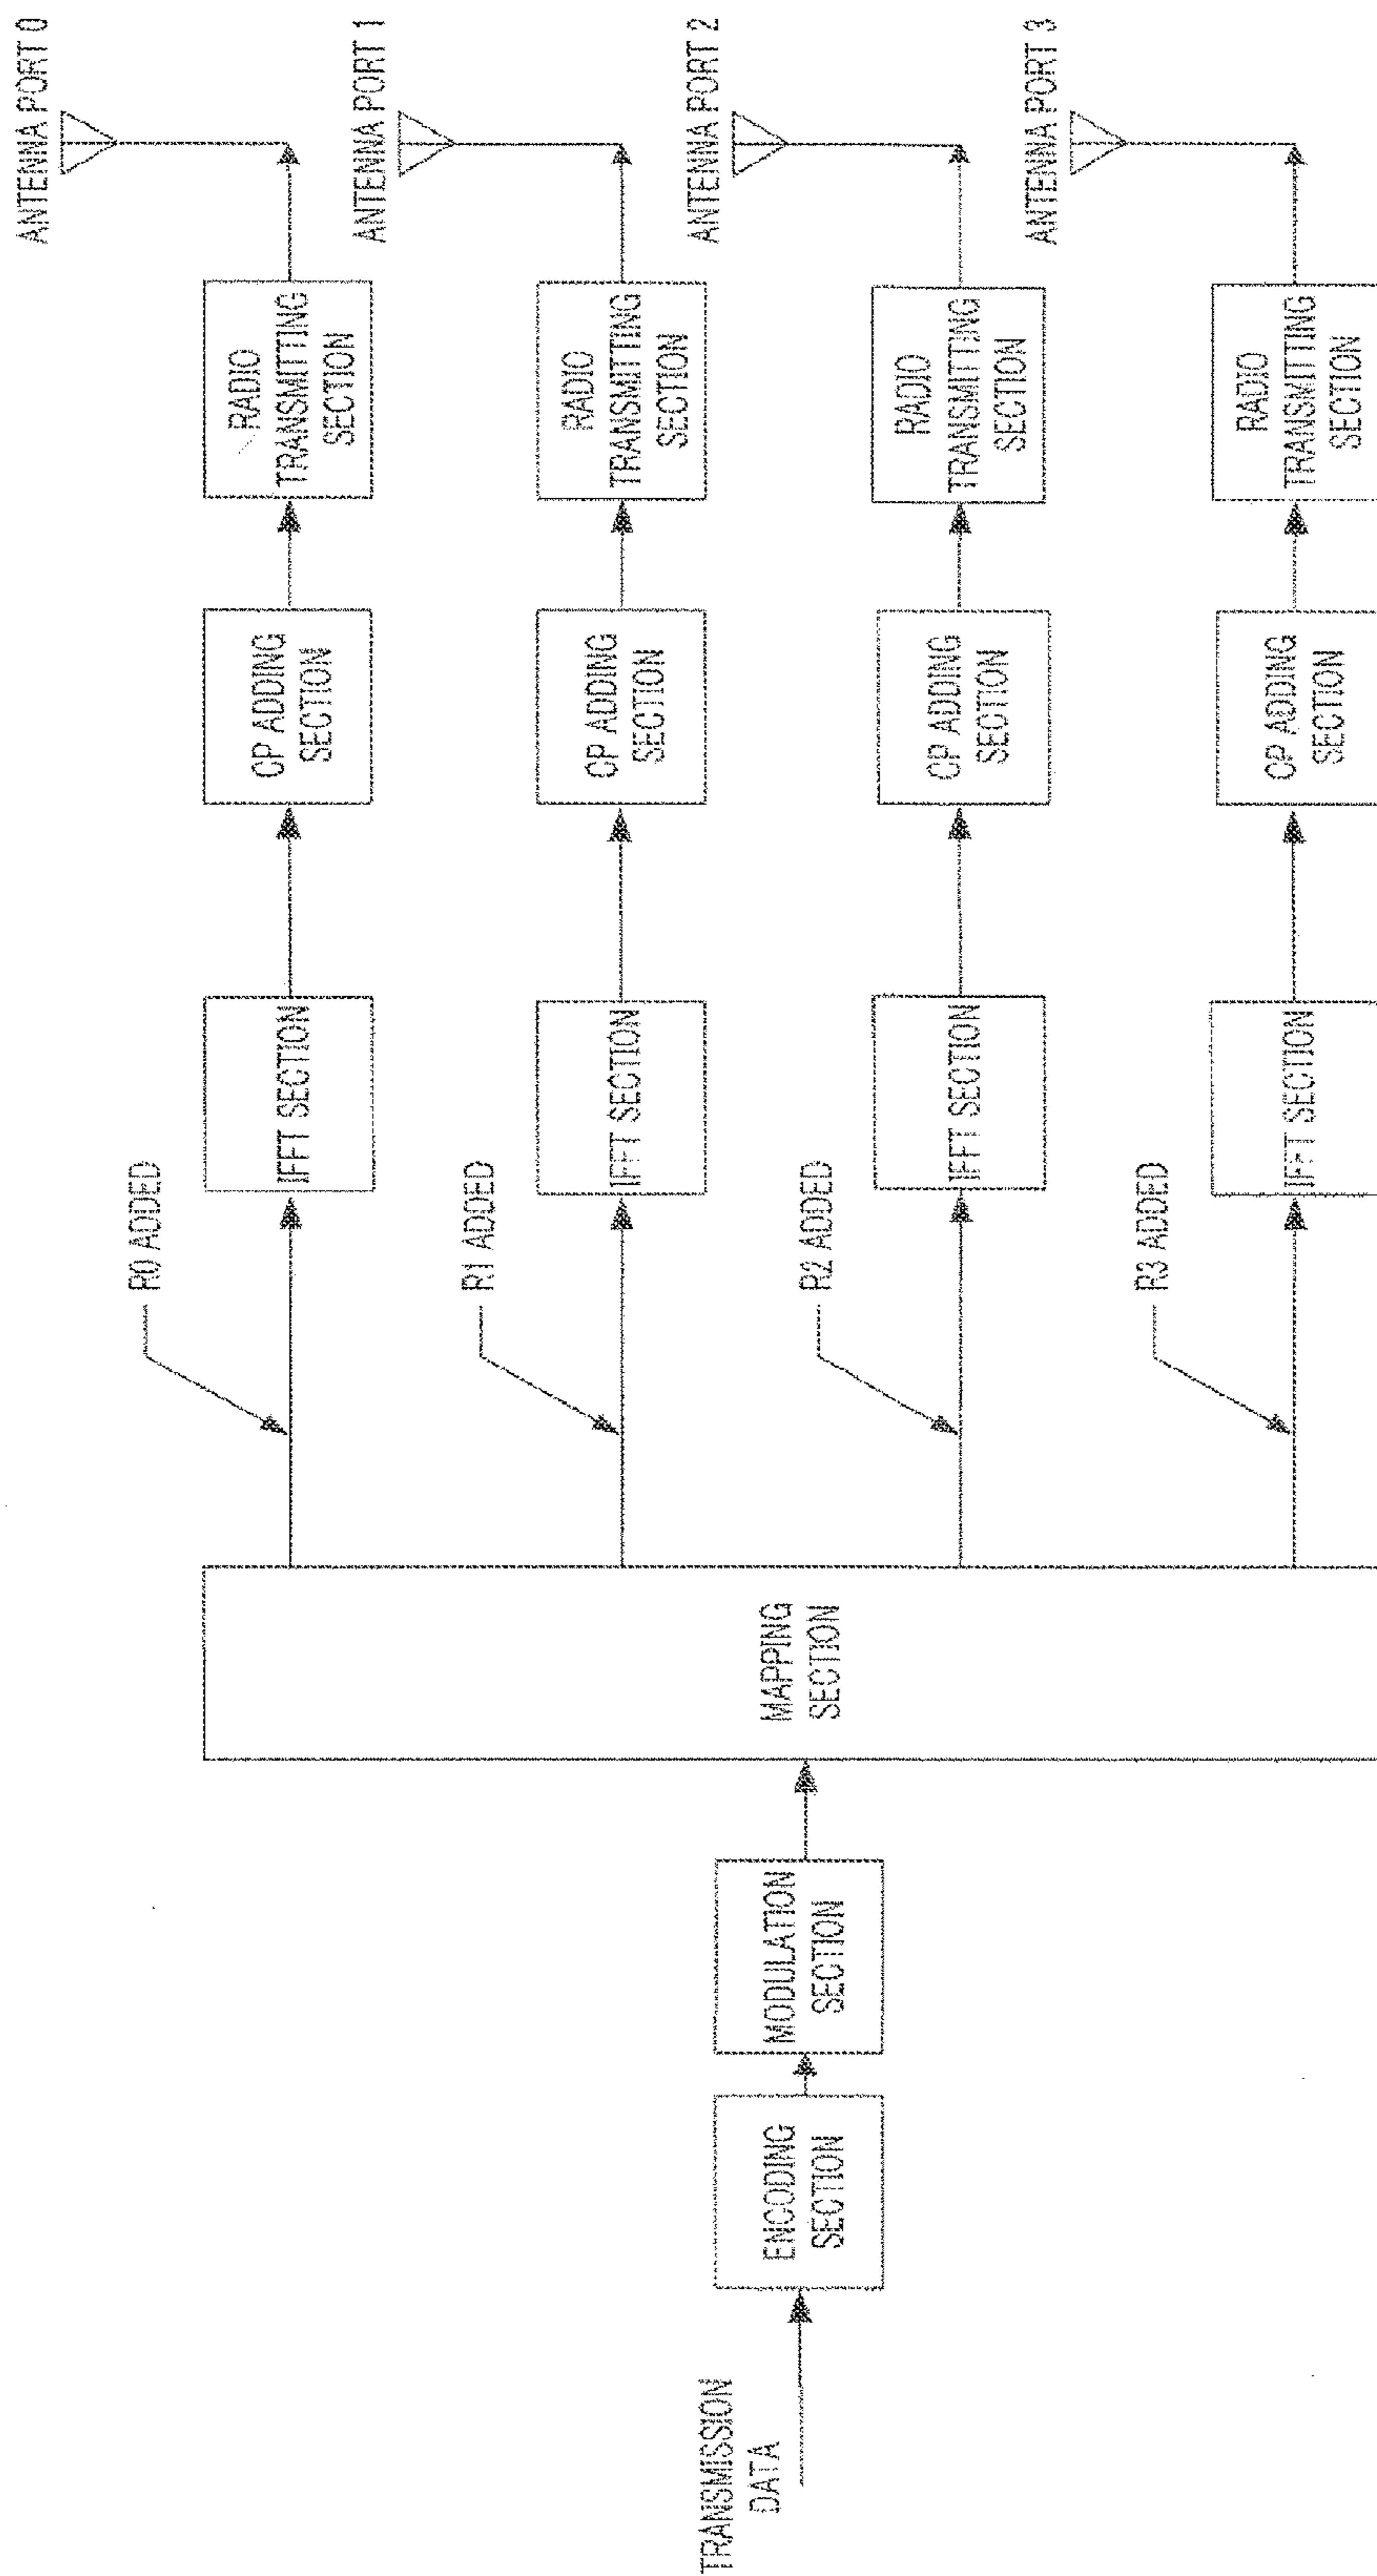 TRANSMISSION
DATA
ENCODING
SECTION
MODULATION
SECTION
MAPPING
SECTION
R0 ADDED
IFFT SECTION
CP ADDING
SECTION
RADIO
TRANSMITTING
SECTION
ANTENNA PORT 0
R1 ADDED
IFFT SECTION
CP ADDING
SECTION
RADIO
TRANSMITTING
SECTION
ANTENNA PORT 1
R2 ADDED
IFFT SECTION
CP ADDING
SECTION
RADIO
TRANSMITTING
SECTION
ANTENNA PORT 2
R3 ADDED
IFFT SECTION
CP ADDING
SECTION
RADIO
TRANSMITTING
SECTION
ANTENNA PORT 3